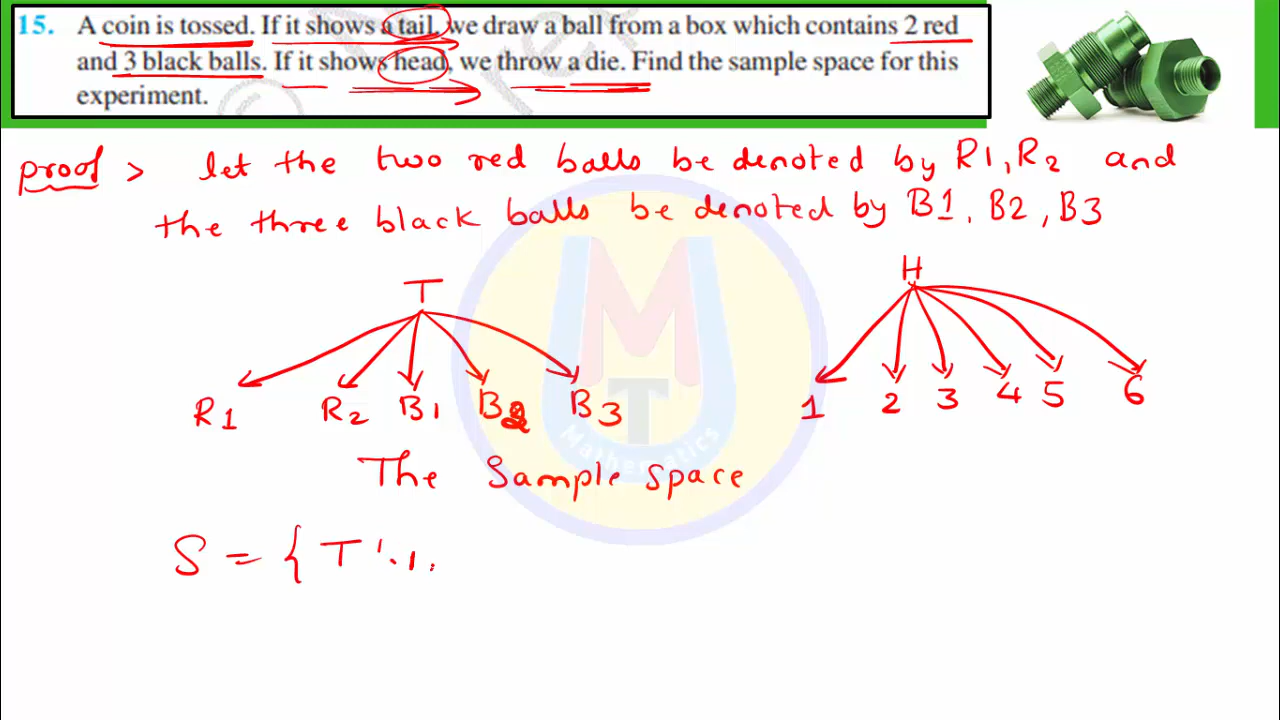 15. A coin is tossed. If it shows a tail, we draw a ball from a box which contains 2 red
and 3 black balls. If it shows head, we throw a die. Find the sample space for this
experiment.
proof > let the two red balls be denoted by R1, R2 and
the three black balls be denoted by B1, B2, B3
T
H
R1 R2 B1 B2 B3
1 2 3 4 5 6
The Sample Space
S = { T
M
T
Mathematics